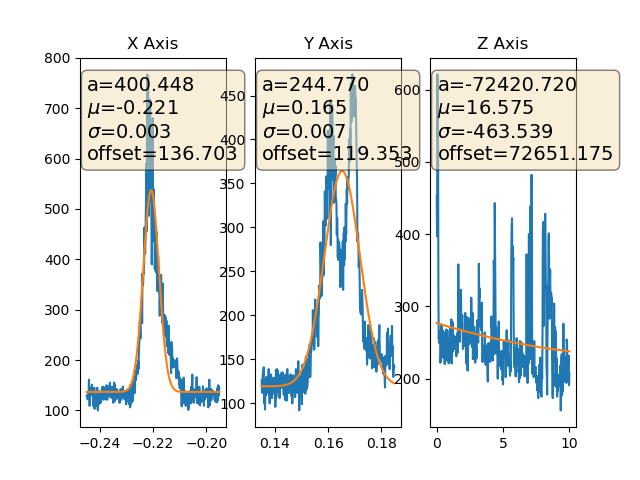 X Axis
Y Axis
Z Axis
a=400.448
μ=-0.221
σ=0.003
offset=136.703
a=244.770
μ=0.165
σ=0.007
offset=119.353
a=-72420.720
μ=16.575
σ=-463.539
offset=72651.175
800
700
600
500
400
300
200
100
450
400
350
300
250
200
150
100
600
500
400
300
200
−0.24 −0.22 −0.20
0.14 0.16 0.18
0 5 10